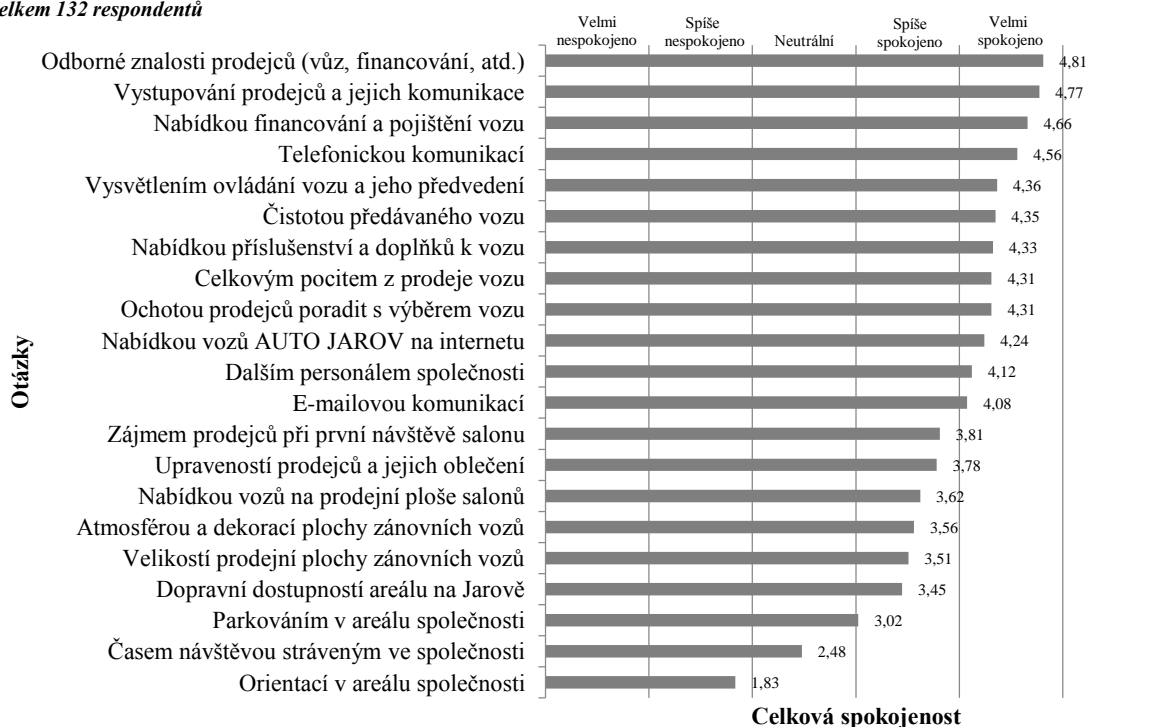 elkem 132 respondentů
Velmi nespokojeno
Spíše nespokojeno
Neutrální
Spíše spokojeno
Velmi spokojeno
Odborné znalosti prodejců (vůz, financování, atd.) 4,81
Vystupování prodejců a jejich komunikace 4,77
Nabídkou financování a pojištění vozu 4,66
Telefonickou komunikací 4,56
Vysvětlením ovládání vozu a jeho předvedení 4,36
Čistotou předávaného vozu 4,35
Nabídkou příslušenství a doplňků k vozu 4,33
Celkovým pocitem z prodeje vozu 4,31
Ochotou prodejců poradit s výběrem vozu 4,31
Nabídkou vozů AUTO JAROV na internetu 4,24
Dalším personálem společnosti 4,12
E-mailovou komunikací 4,08
Zájmem prodejců při první návštěvě salonu 3,81
Upraveností prodejců a jejich oblečení 3,78
Nabídkou vozů na prodejní ploše salonů 3,62
Atmosférou a dekorací plochy zánovních vozů 3,56
Velikostí prodejní plochy zánovních vozů 3,51
Dopravní dostupností areálu na Jarově 3,45
Parkováním v areálu společnosti 3,02
Časem návštěvou stráveným ve společnosti 2,48
Orientací v areálu společnosti 1,83
Otázky
Celková spokojenost